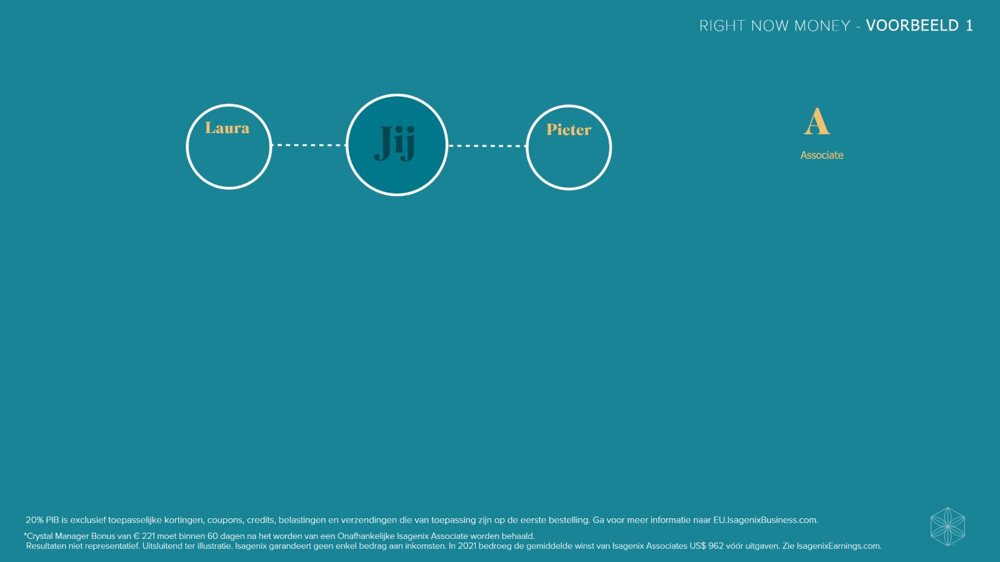 RIGHT NOW MONEY - VOORBEELD 1
Laura
Jij
Pieter
A
Associate
20% PIB is exclusief toepasselijke kortingen, coupons, credits, belastingen en verzendingen die van toepassing zijn op de eerste bestelling. Ga voor meer informatie naar EU.IsagenixBusiness.com.
*Crystal Manager Bonus van € 221 moet binnen 60 dagen na het worden van een Onafhankelijke Isagenix Associate worden behaald.
Resultaten niet representatief. Uitsluitend ter illustratie. Isagenix garandeert geen enkel bedrag aan inkomsten. In 2021 bedroeg de gemiddelde winst van Isagenix Associates US$ 962 vóór uitgaven. Zie IsagenixEarnings.com.